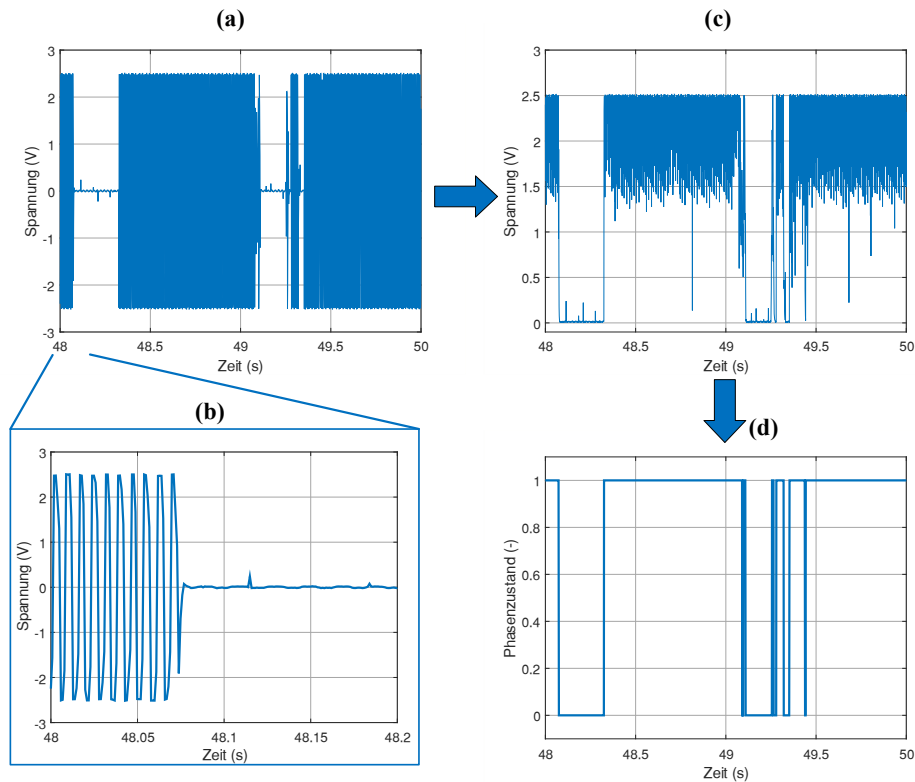 (a)
3
2
1
0
-1
-2
-3
Spannung (V)
48 48.5 49 49.5 50
Zeit (s)
(c)
3
2.5
2
1.5
1
0.5
0
Spannung (V)
48 48.5 49 49.5 50
Zeit (s)
(b)
3
2
1
0
-1
-2
-3
Spannung (V)
48 48.05 48.1 48.15 48.2
Zeit (s)
(d)
1
0.8
0.6
0.4
0.2
0
Phasenzustand (-)
48 48.5 49 49.5 50
Zeit (s)